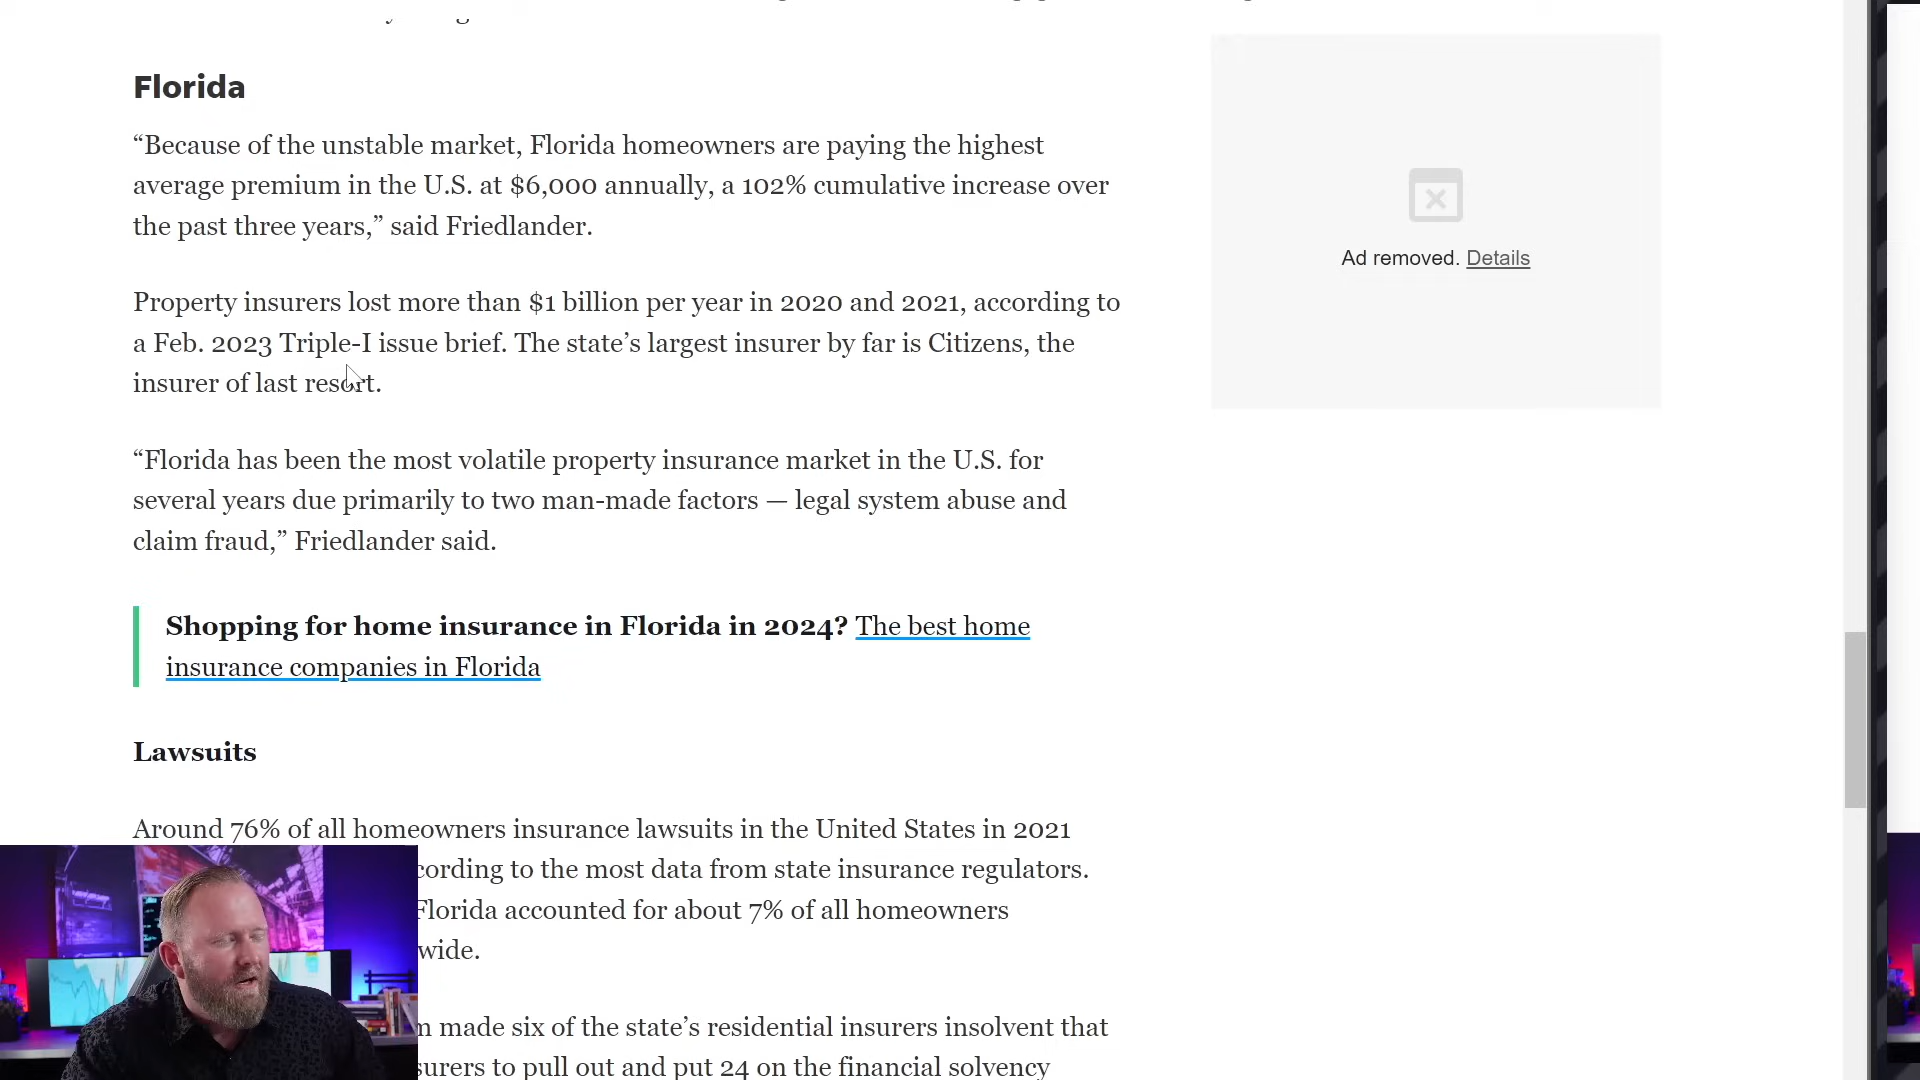 Florida
“Because of the unstable market, Florida homeowners are paying the highest
average premium in the U.S. at $6,000 annually, a 102% cumulative increase over
the past three years,” said Friedlander.
Property insurers lost more than $1 billion per year in 2020 and 2021, according to
a Feb. 2023 Triple-I issue brief. The state’s largest insurer by far is Citizens, the
insurer of last resort.
“Florida has been the most volatile property insurance market in the U.S. for
several years due primarily to two man-made factors — legal system abuse and
claim fraud,” Friedlander said.
Shopping for home insurance in Florida in 2024? The best home
insurance companies in Florida
Lawsuits
Around 76% of all homeowners insurance lawsuits in the United States in 2021
cording to the most data from state insurance regulators.
Florida accounted for about 7% of all homeowners
wide.
made six of the state’s residential insurers insolvent that
surers to pull out and put 24 on the financial solvency
Ad removed. Details